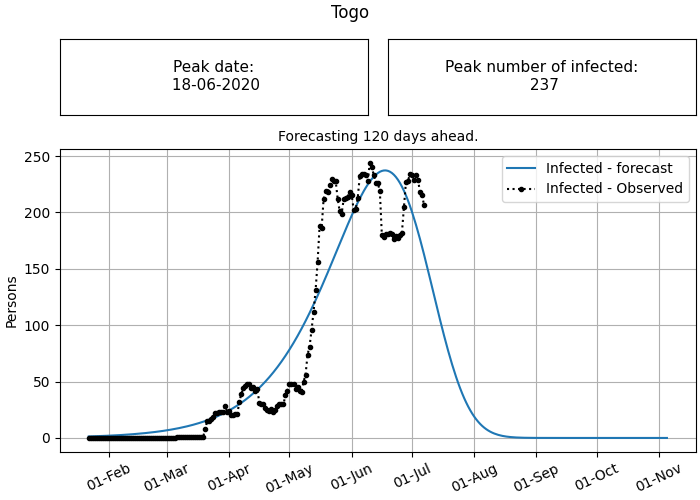 Togo
Peak date:
18-06-2020
Peak number of infected:
237
Forecasting 120 days ahead.
Infected - forecast
Infected - Observed
Persons
250
200
150
100
50
0
01-Feb
01-Mar
01-Apr
01-May
01-Jun
01-Jul
01-Aug
01-Sep
01-Oct
01-Nov